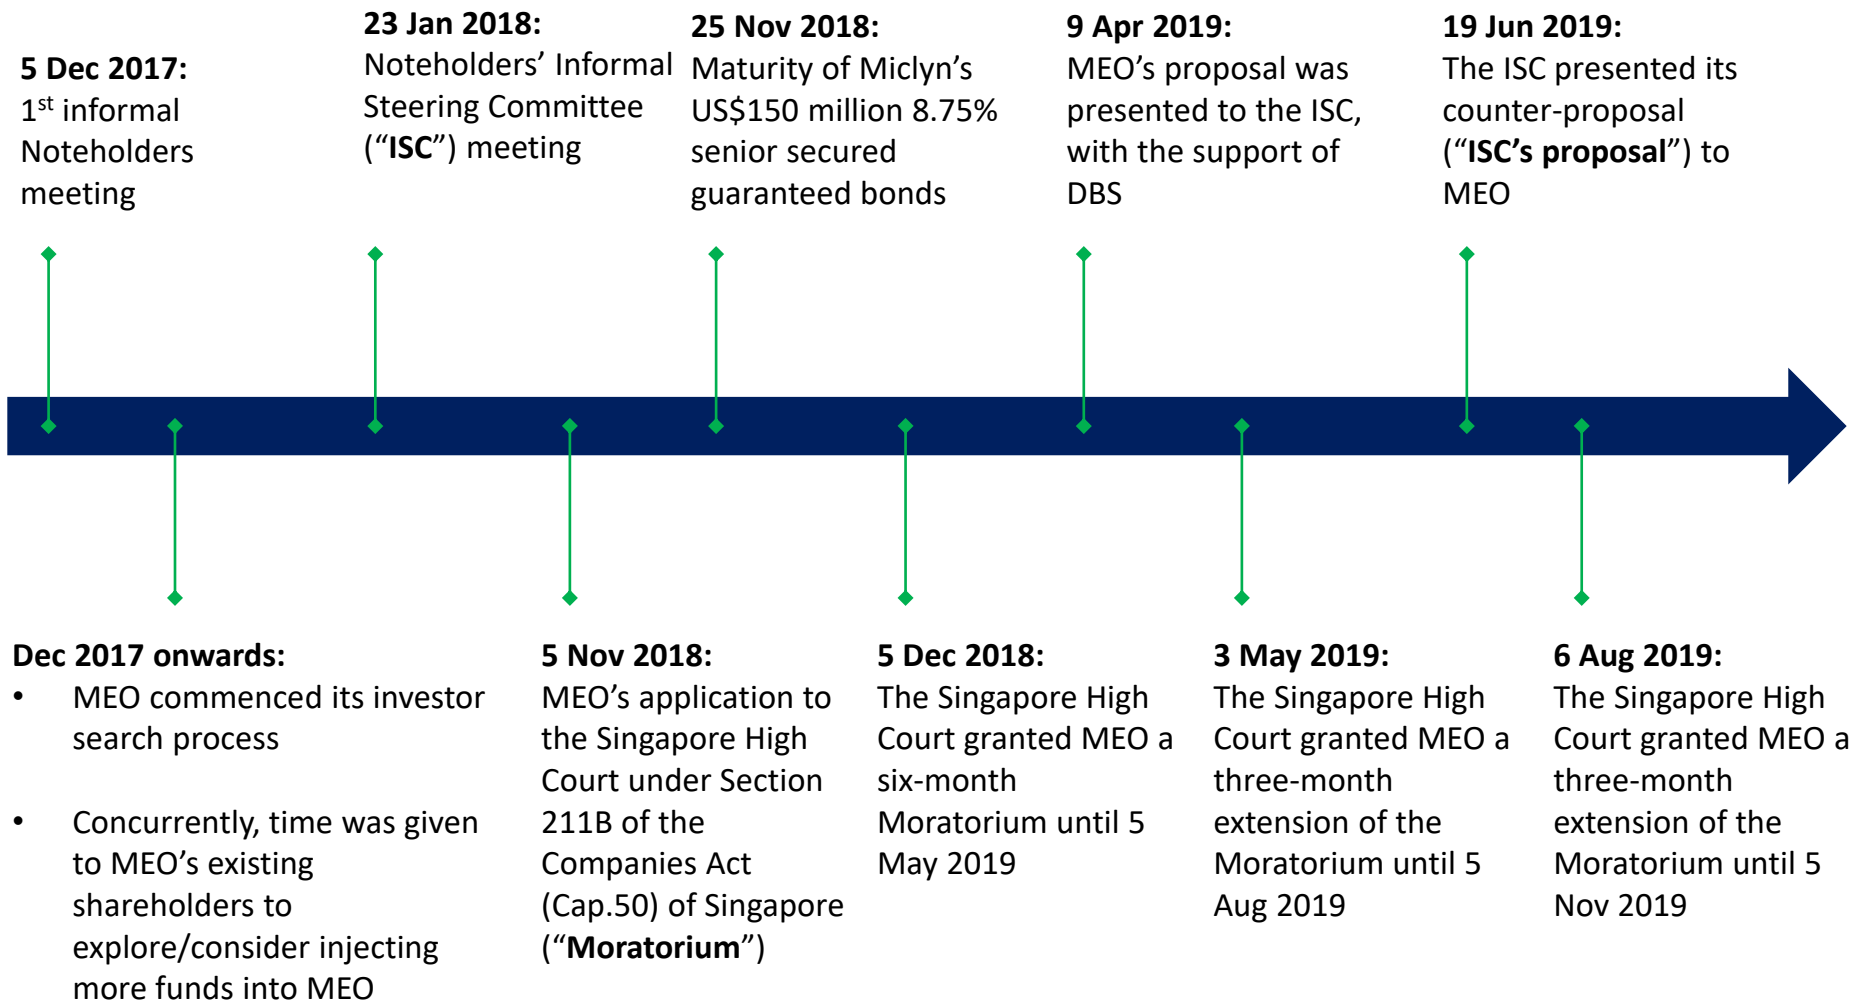 5 Dec 2017:
1st informal
Noteholders
meeting
23 Jan 2018:
Noteholders’ Informal
Steering Committee
(“ISC”) meeting
25 Nov 2018:
Maturity of Miclyn’s
US$150 million 8.75%
senior secured
guaranteed bonds
9 Apr 2019:
MEO’s proposal was
presented to the ISC,
with the support of
DBS
19 Jun 2019:
The ISC presented its
counter-proposal
(“ISC’s proposal”) to
MEO
Dec 2017 onwards:
• MEO commenced its investor
search process
• Concurrently, time was given
to MEO’s existing
shareholders to
explore/consider injecting
more funds into MEO
5 Nov 2018:
MEO’s application to
the Singapore High
Court under Section
211B of the
Companies Act
(Cap.50) of Singapore
(“Moratorium”)
5 Dec 2018:
The Singapore High
Court granted MEO a
six-month
Moratorium until 5
May 2019
3 May 2019:
The Singapore High
Court granted MEO a
three-month
extension of the
Moratorium until 5
Aug 2019
6 Aug 2019:
The Singapore High
Court granted MEO a
three-month
extension of the
Moratorium until 5
Nov 2019